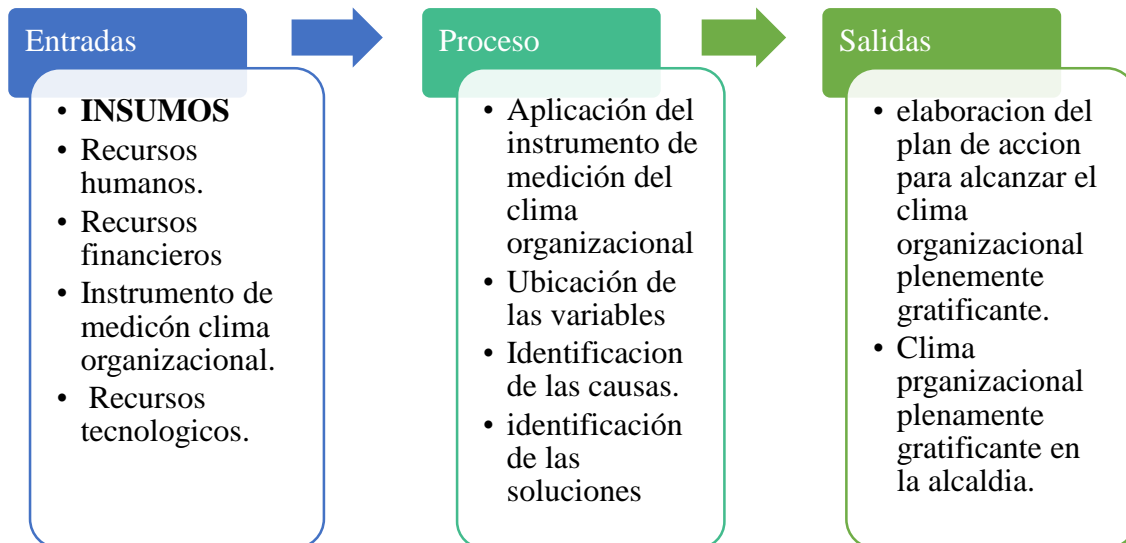 Entradas
• INSUMOS
• Recursos
humanos.
• Recursos
financieros
• Instrumento de
medicón clima
organizacional.
• Recursos
tecnologicos.
Proceso
• Aplicación del
instrumento de
medición del
clima
organizacional
• Ubicación de
las variables
• Identificacion
de las causas.
• identificación
de las
soluciones
Salidas
• elaboracion del
plan de accion
para alcanzar el
clima
organizacional
plenemente
gratificante.
• Clima
prganizacional
plenamente
gratificante en
la alcaldia.